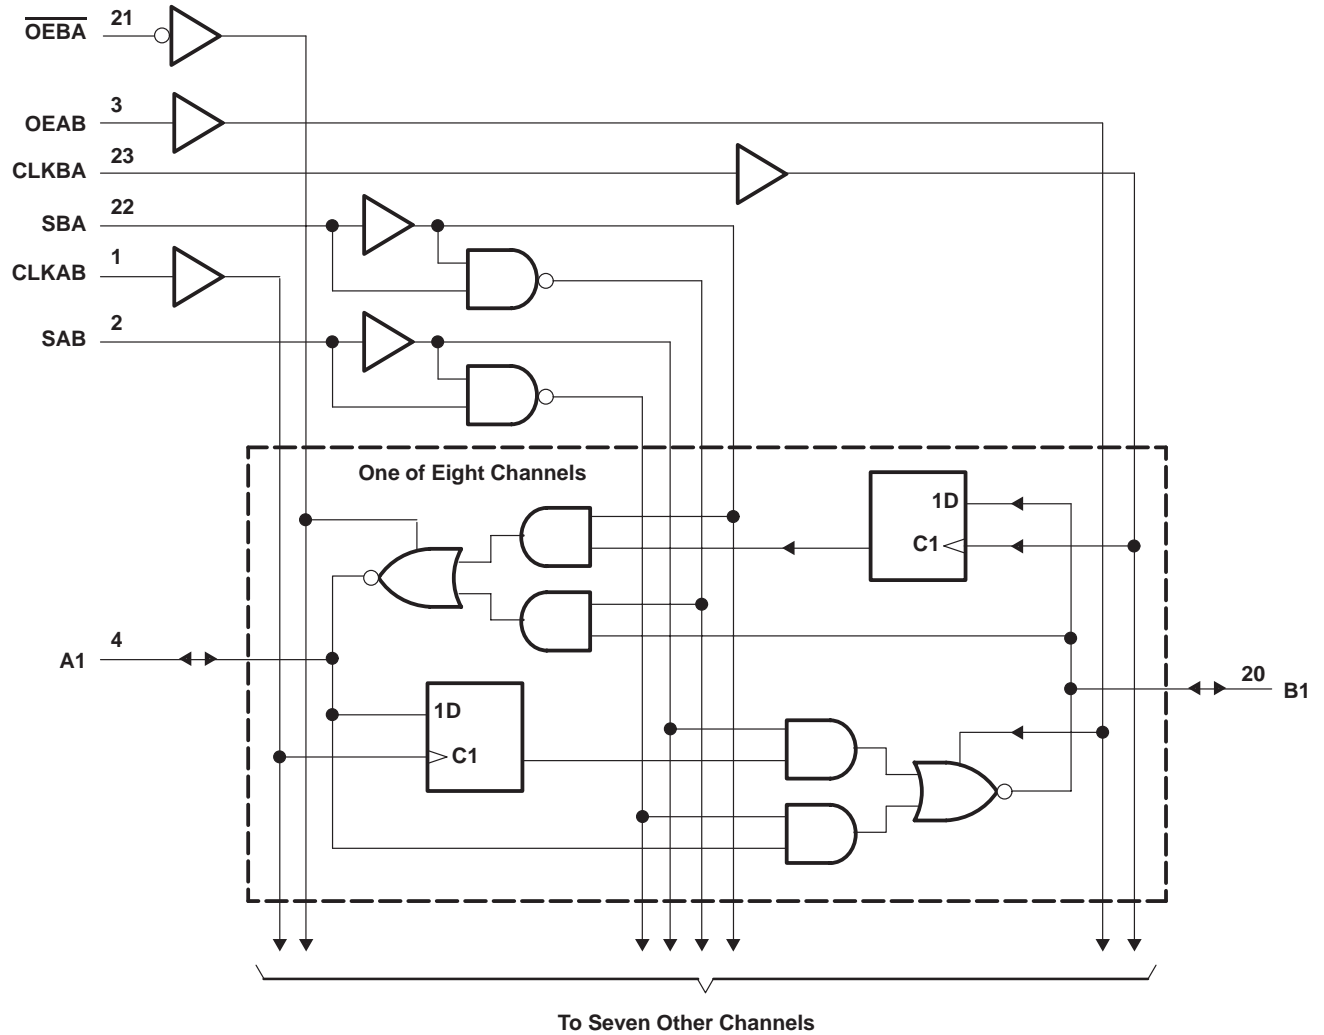 OEBA 21
OEAB 3
CLKBA 23
SBA 22
CLKAB 1
SAB 2
One of Eight Channels
1D
C1
A1 4
1D
C1
20 B1
To Seven Other Channels